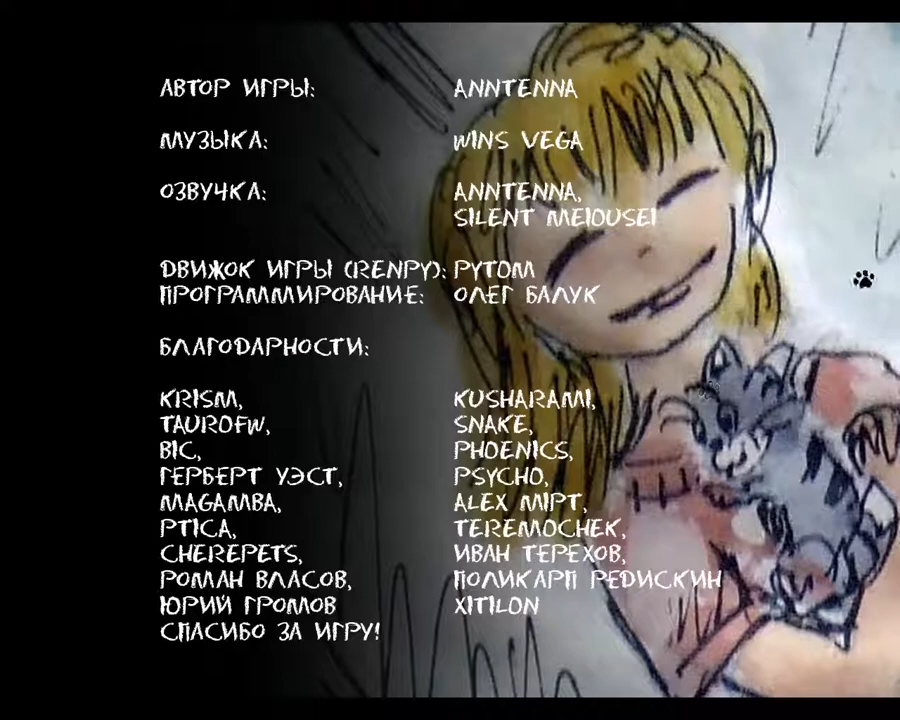 АВТОР ИГРЫ: ANNTENNA
МУЗЫКА: WINS VEGA
ОЗВУЧКА: ANNTENNA,
SILENT MEIOUSEI
ДВИЖОК ИГРЫ (RENPY): PYTOM
ПРОГРАММИРОВАНИЕ: ОЛЕГ БАЛУК
БЛАГОДАРНОСТИ:
KRISM, KUSHARAMI,
TAUROFW, SNAKE,
BIC, PHOENICS,
ГЕРБЕРТ УЭСТ, PSYCHO,
MAGAMBA, ALEX MIPT,
PTICA, TEREMOCHEK,
CHEREPETS, ИВАН ТЕРЕХОВ,
РОМАН ВЛАСОВ, ПОЛИКАРП РЕДИСКИН
ЮРИЙ ГРОМОВ XITILON
СПАСИБО ЗА ИГРУ!